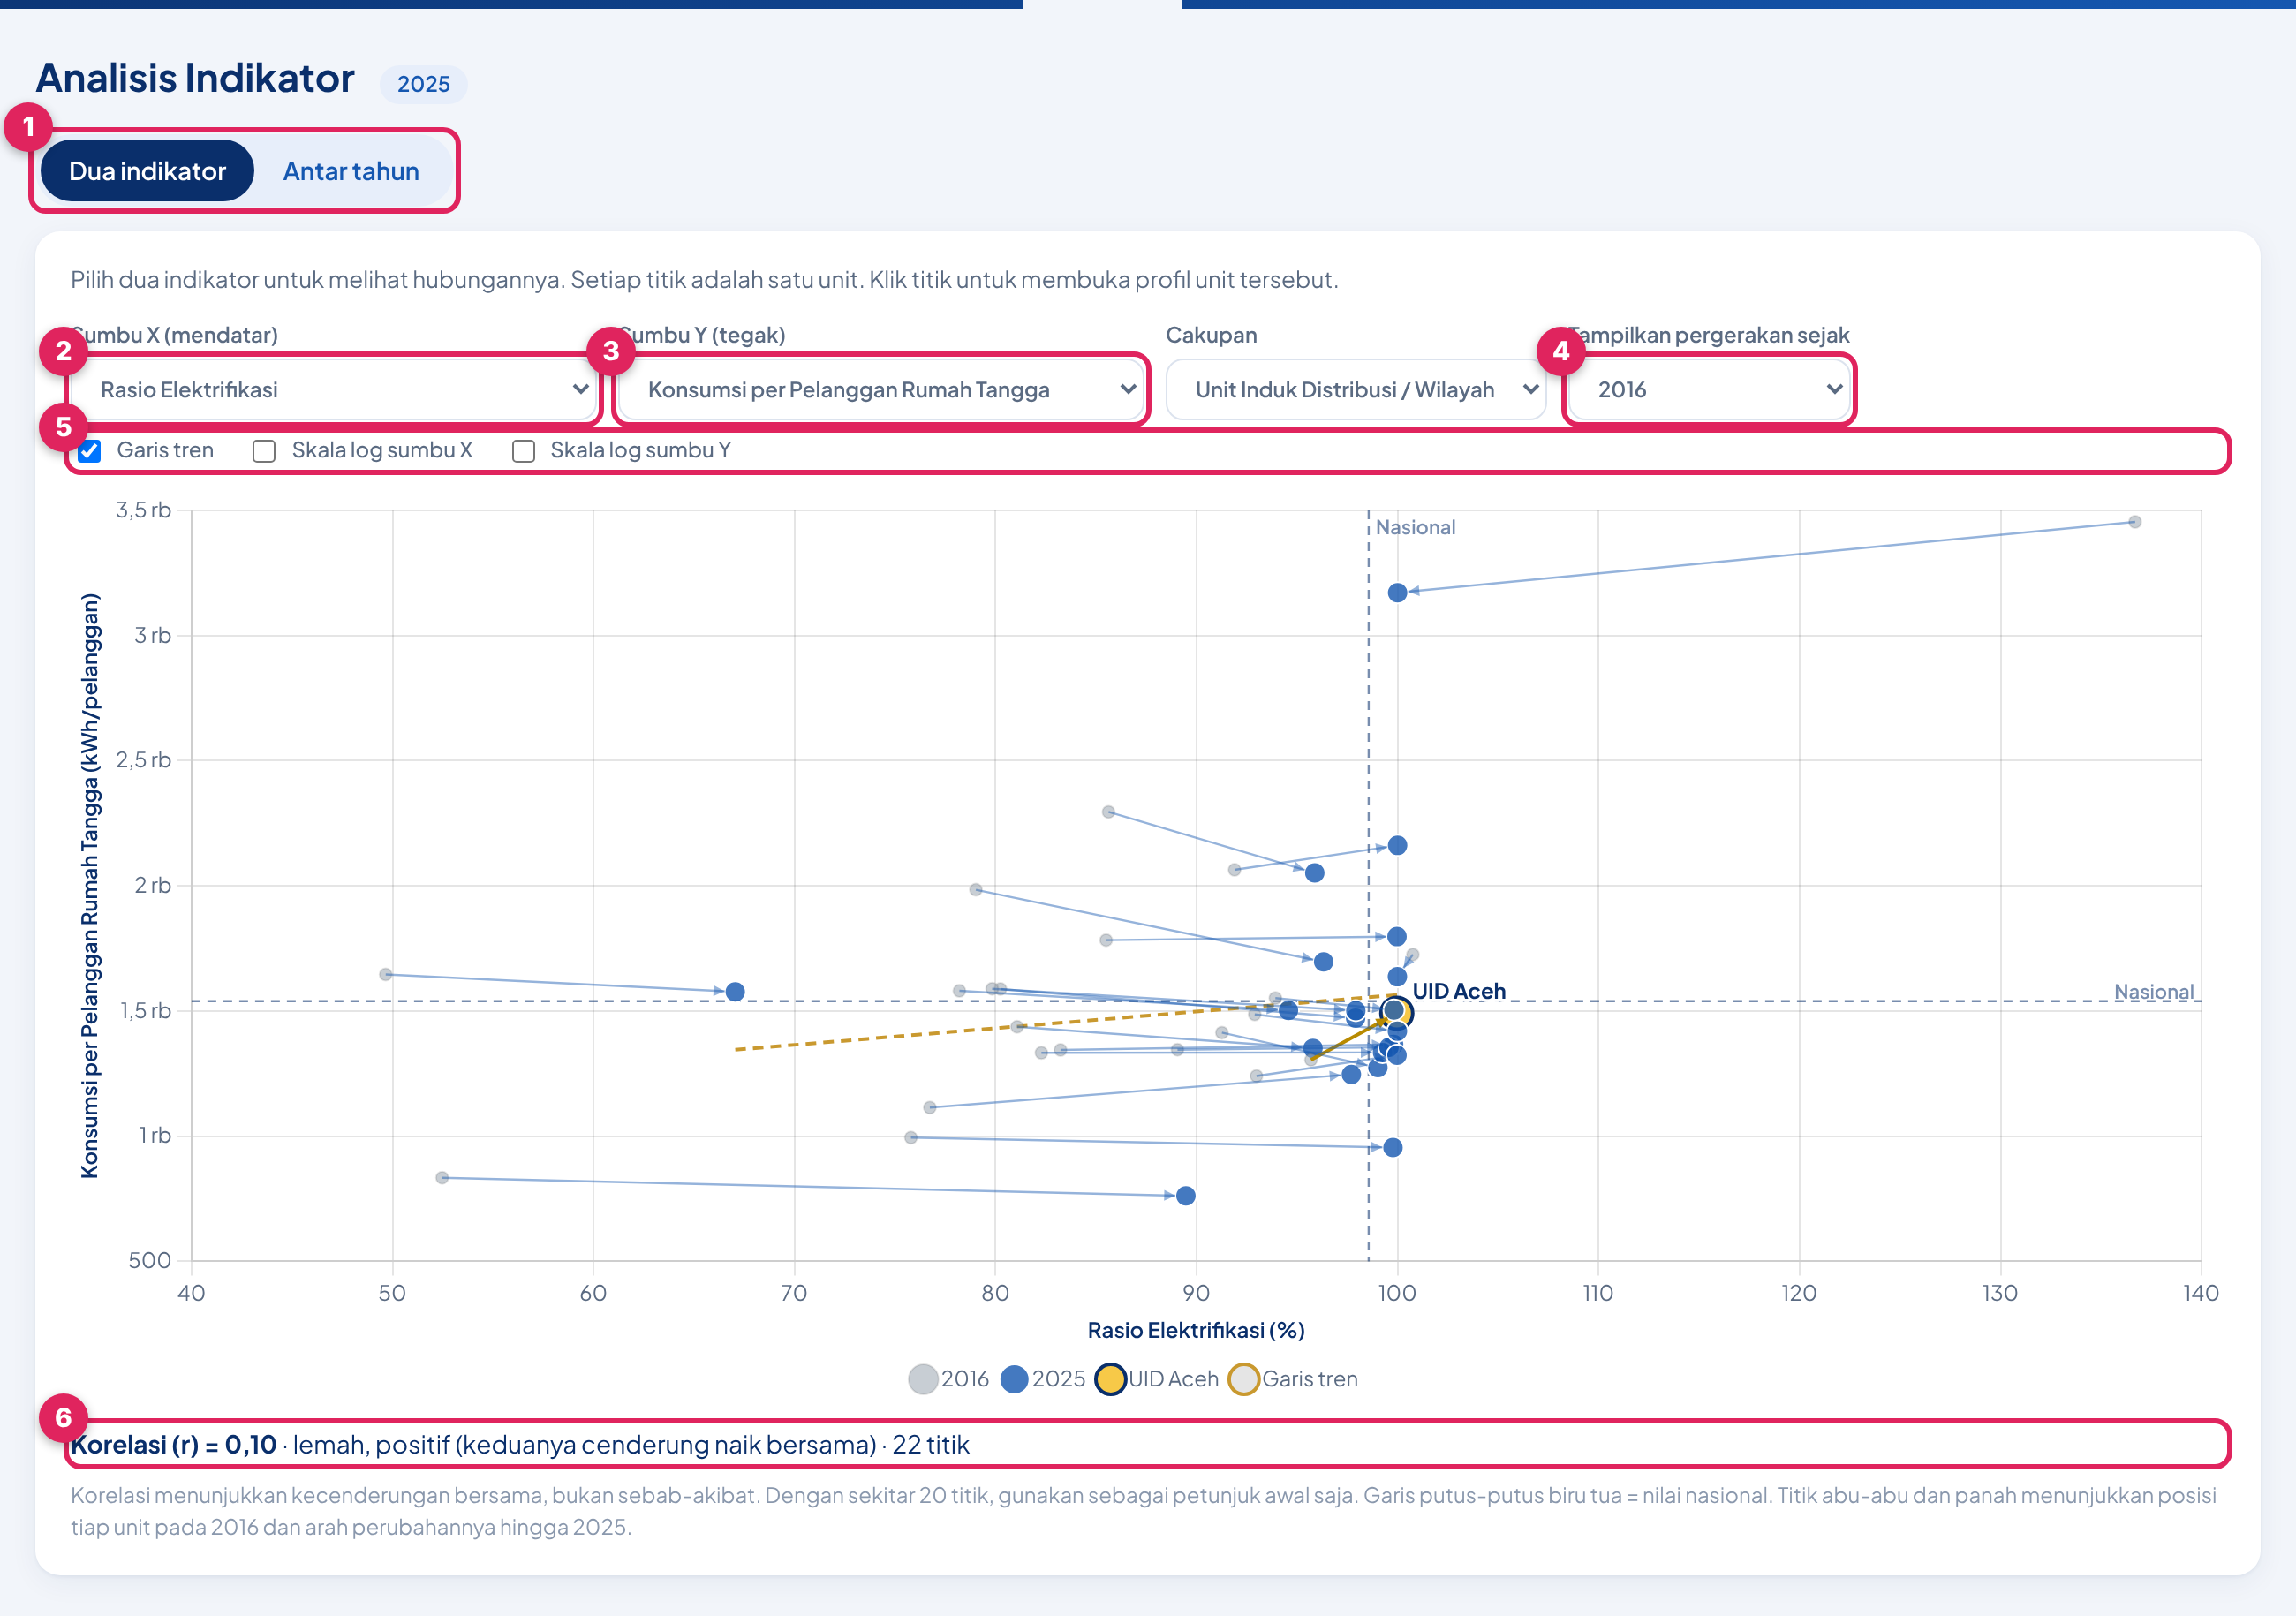 Analisis Indikator 2025
1
Dua indikator Antar tahun
Pilih dua indikator untuk melihat hubungannya. Setiap titik adalah satu unit. Klik titik untuk membuka profil unit tersebut.
2 Sumbu X (mendatar) 3 Sumbu Y (tegak) Cakupan 4 Tampilkan pergerakan sejak
Rasio Elektrifikasi Konsumsi per Pelanggan Rumah Tangga Unit Induk Distribusi / Wilayah 2016
5
Garis tren Skala log sumbu X Skala log sumbu Y
3,5 rb
Nasional
3 rb
2,5 rb
2 rb
UID Aceh
Nasional
1,5 rb
1 rb
500
Konsumsi per Pelanggan Rumah Tangga (kWh/pelanggan)
40 50 60 70 80 90 100 110 120 130 140
Rasio Elektrifikasi (%)
2016 2025 UID Aceh Garis tren
6
Korelasi (r) = 0,10 · lemah, positif (keduanya cenderung naik bersama) · 22 titik
Korelasi menunjukkan kecenderungan bersama, bukan sebab-akibat. Dengan sekitar 20 titik, gunakan sebagai petunjuk awal saja. Garis putus-putus biru tua = nilai nasional. Titik abu-abu dan panah menunjukkan posisi
tiap unit pada 2016 dan arah perubahannya hingga 2025.